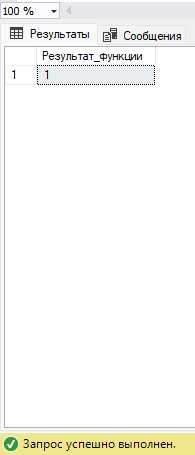 100 %
Результаты Сообщения
Результат_функции
1 1
Запрос успешно выполнен.